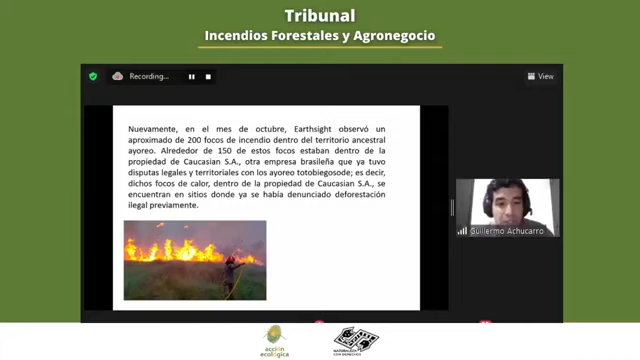 Tribunal
Incendios Forestales y Agronegocio
Recording...
View
Nuevamente, en el mes de octubre, Earthsight observó un
aproximado de 200 focos de incendio dentro del territorio ancestral
ayoreo. Alrededor de 150 de estos focos estaban dentro de la
propiedad de Caucasian S.A., otra empresa brasileña que ya tuvo
disputas legales y territoriales con los ayoreo totobiegosode; es decir,
dichos focos de calor, dentro de la propiedad de Caucasian S.A., se
encuentran en sitios donde ya se había denunciado deforestación
ilegal previamente.
Guillermo Achucarro
acción
ecológica
NATURALEZA
CON DERECHOS